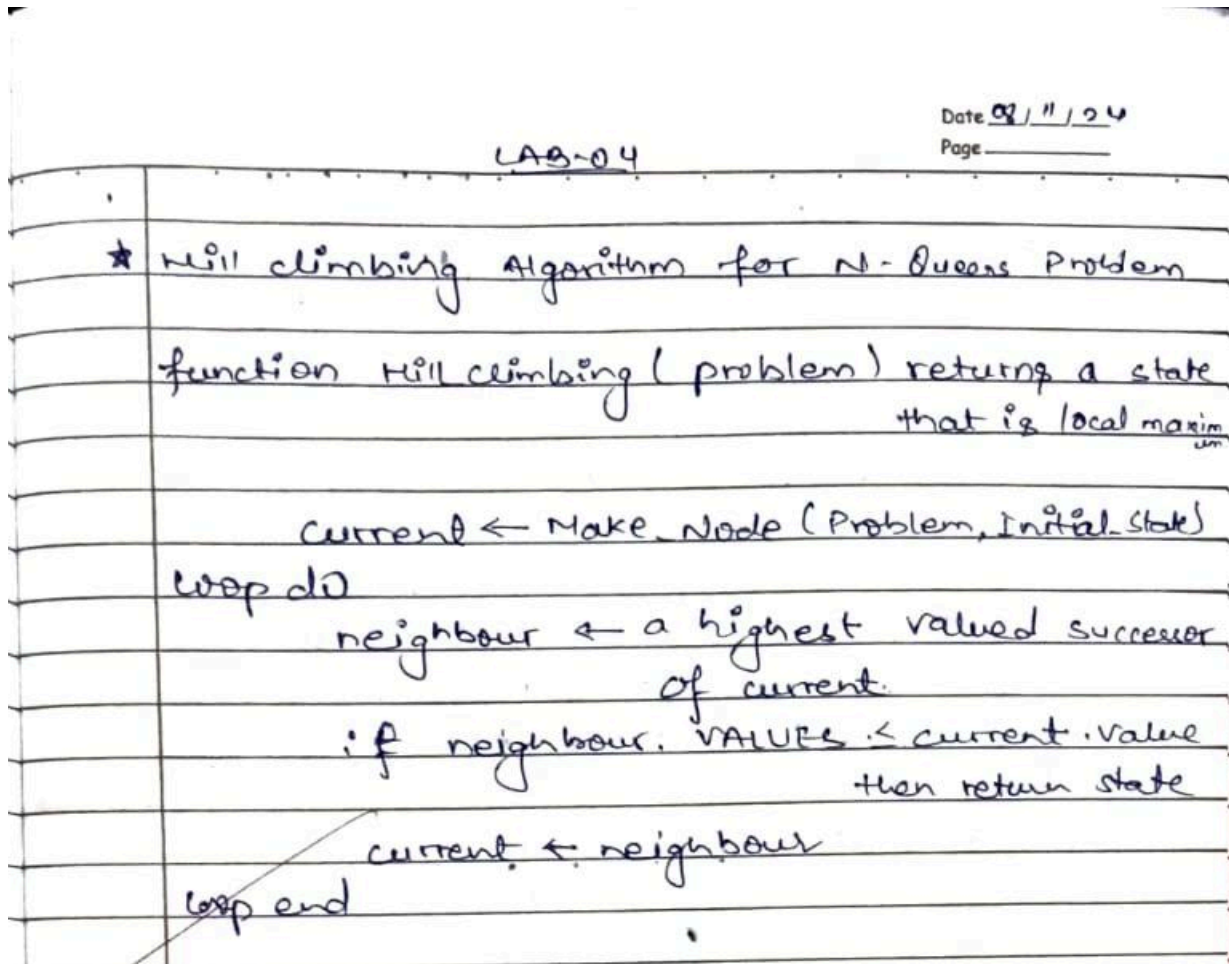 Date 08/11/24
Page
LAB-04
★ Hill climbing Algorithm for N-Queens Problem
function Hill climbing ( problem ) returns a state
that is local maximum
current ← Make_Node (Problem, Initial_State)
loop do
neighbour ← a highest valued successor
of current.
if neighbour. VALUES ≤ current. value
then return state
current ← neighbour
loop end